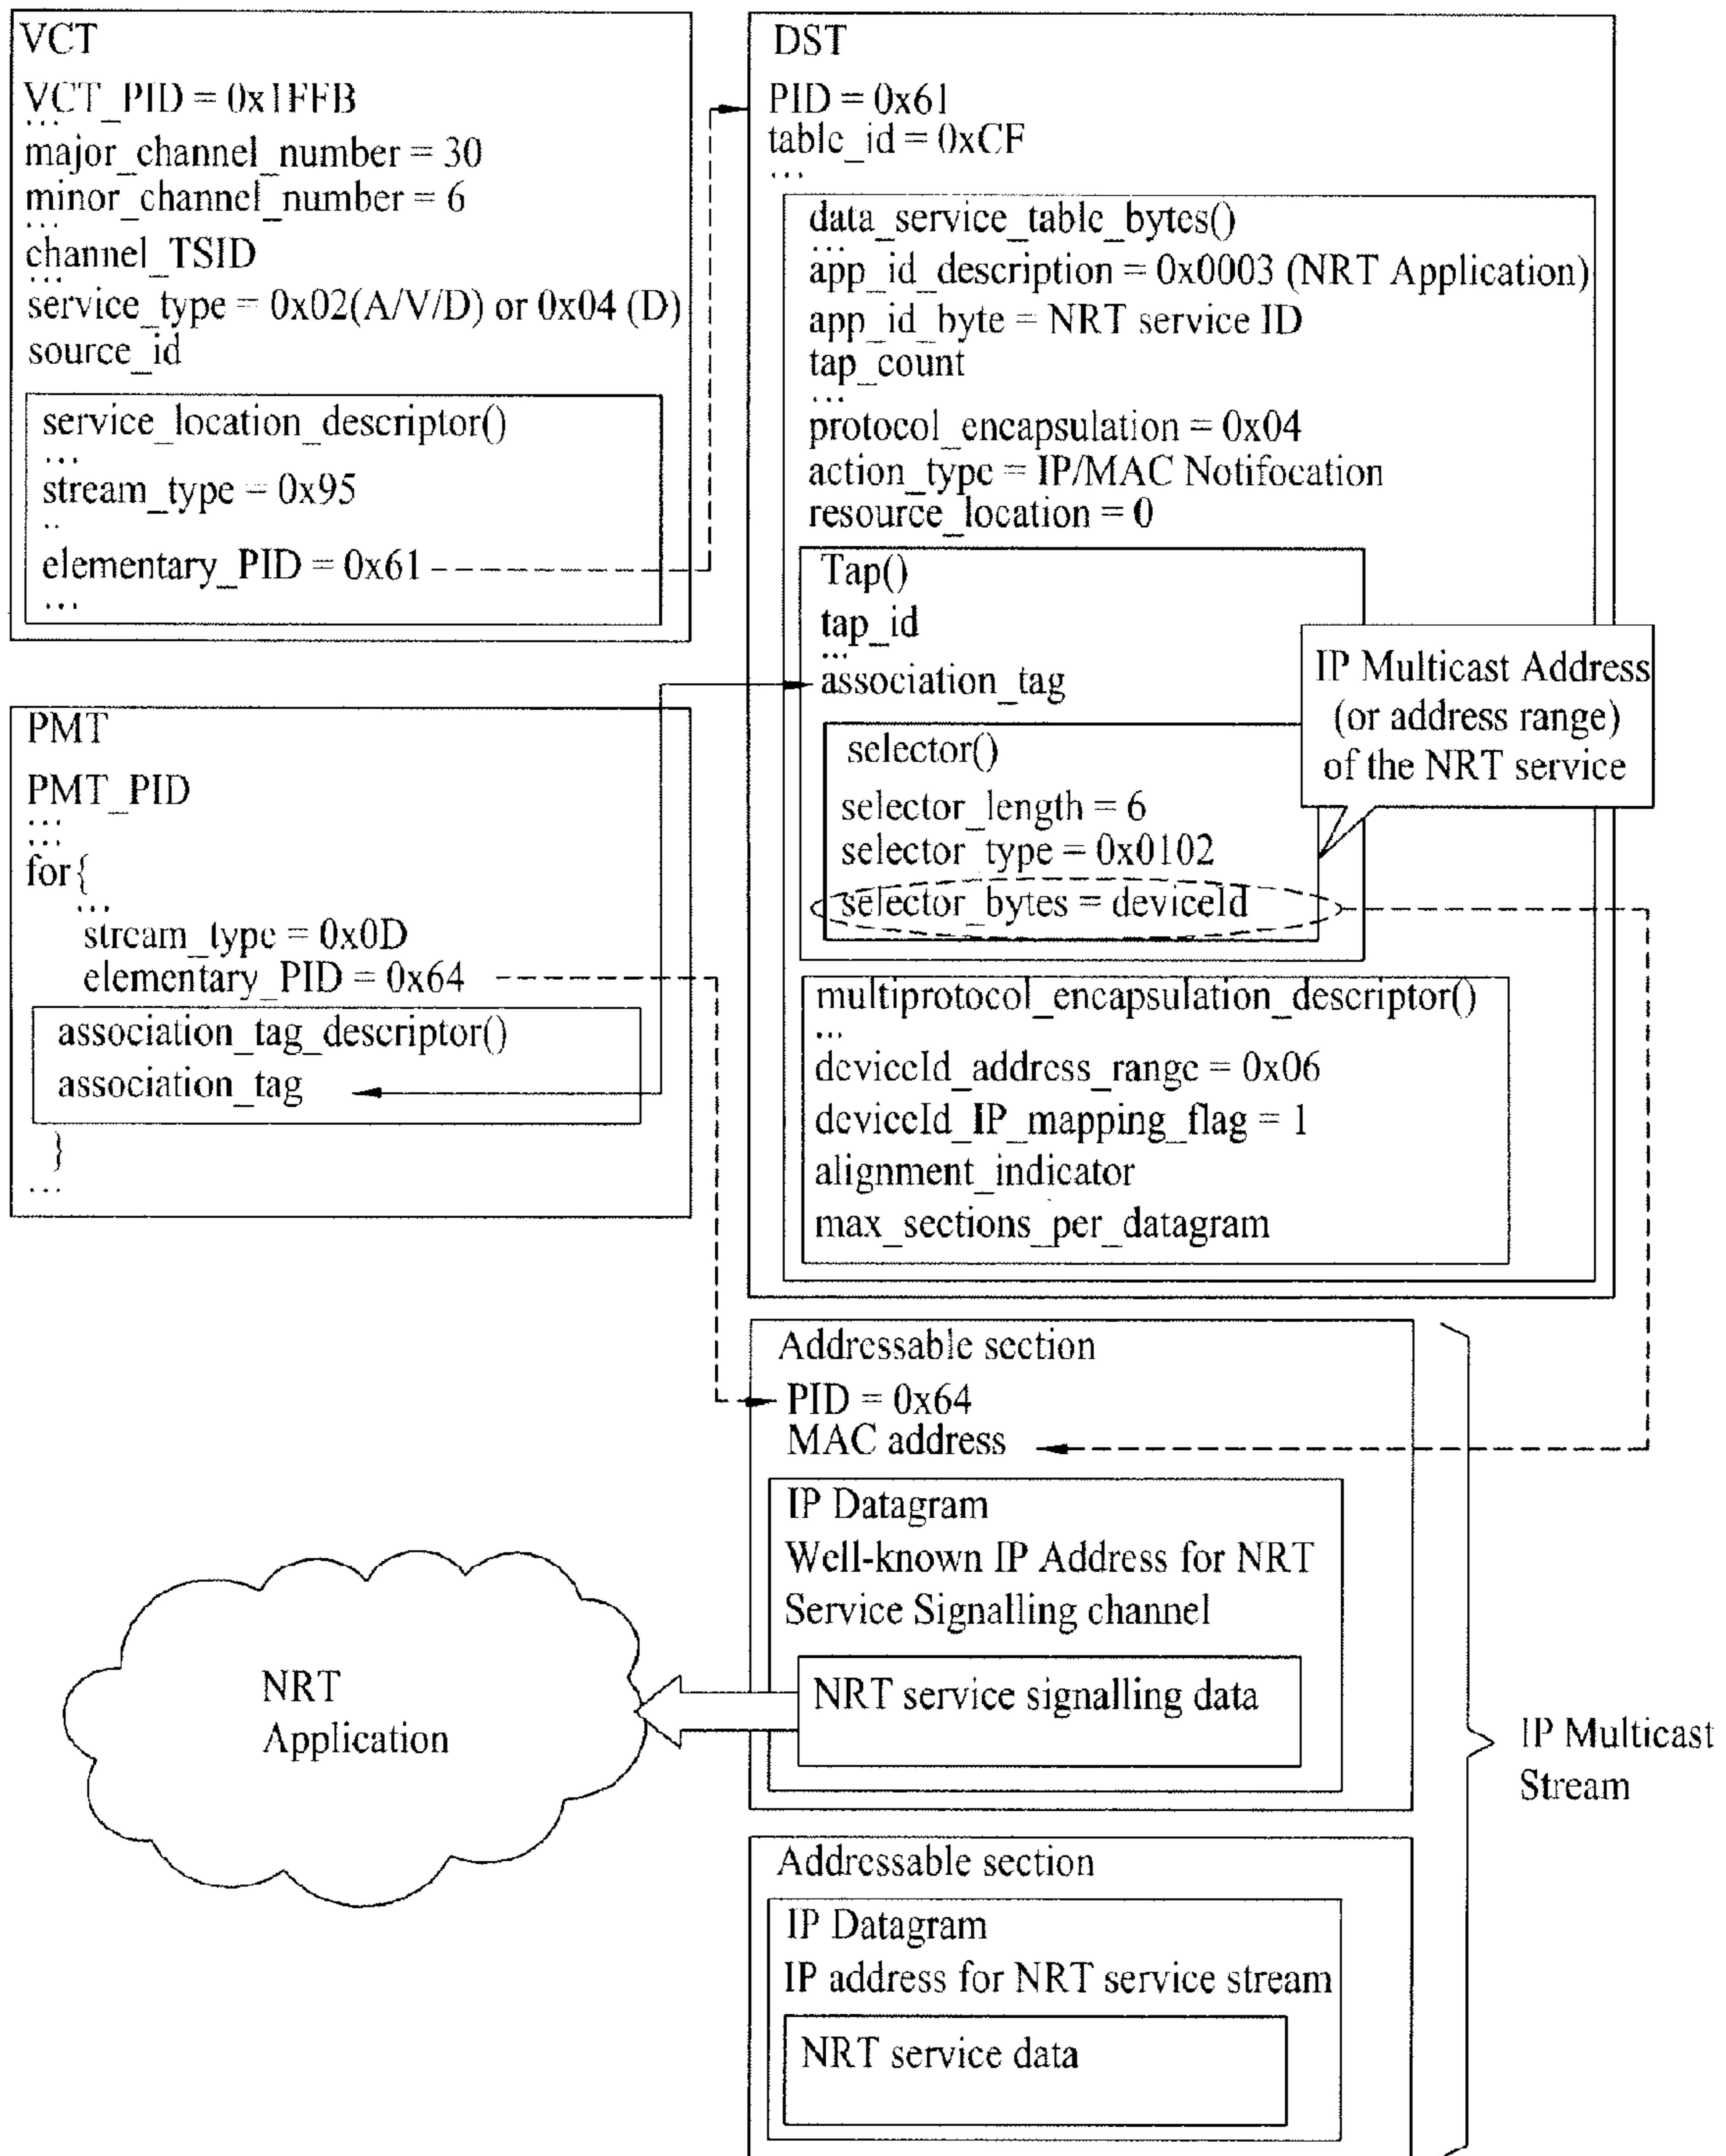 VCT
VCT_PID = 0x1FFB
...
major_channel_number = 30
minor_channel_number = 6
...
channel_TSID
...
service_type = 0x02(A/V/D) or 0x04 (D)
source_id
service_location_descriptor()
...
stream_type = 0x95
..
elementary_PID = 0x61
...
PMT
PMT_PID
...
...
for{
...
stream_type = 0x0D
elementary_PID = 0x64
association_tag_descriptor()
association_tag
}
...
DST
PID = 0x61
table_id = 0xCF
...
data_service_table_bytes()
...
app_id_description = 0x0003 (NRT Application)
app_id_byte = NRT service ID
tap_count
...
protocol_encapsulation = 0x04
action_type = IP/MAC Notifocation
resource_location = 0
Tap()
tap_id
...
association_tag
selector()
selector_length = 6
selector_type = 0x0102
selector_bytes = deviceId
IP Multicast Address
(or address range)
of the NRT service
multiprotocol_encapsulation_descriptor()
...
deviceId_address_range = 0x06
deviceId_IP_mapping_flag = 1
alignment_indicator
max_sections_per_datagram
Addressable section
PID = 0x64
MAC address
IP Datagram
Well-known IP Address for NRT
Service Signalling channel
NRT service signalling data
NRT
Application
IP Multicast
Stream
Addressable section
IP Datagram
IP address for NRT service stream
NRT service data